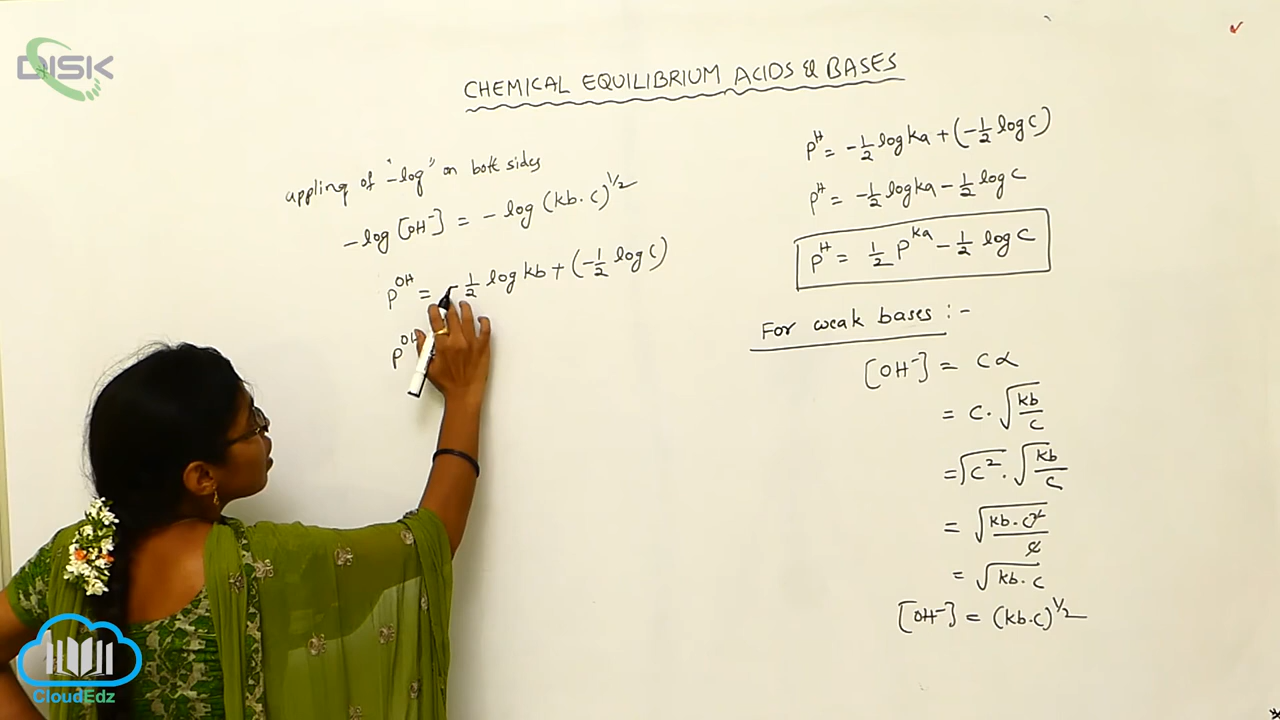 DISK
CHEMICAL EQUILIBRIUM ACIDS & BASES
appling of "-log" on both sides
-log [OH⁻] = -log (kb.c)^1/2
P^OH = -1/2 log kb + (-1/2 log C)
P^OH
P^H = -1/2 log ka + (-1/2 log C)
P^H = -1/2 log ka - 1/2 log C
P^H = 1/2 P^ka - 1/2 log C
For weak bases :-
[OH⁻] = Cα
= C. √(kb/C)
= √C² . √(kb/C)
= √(kb.C²/C)
= √kb.C
[OH⁻] = (kb.C)^1/2
CloudEdz